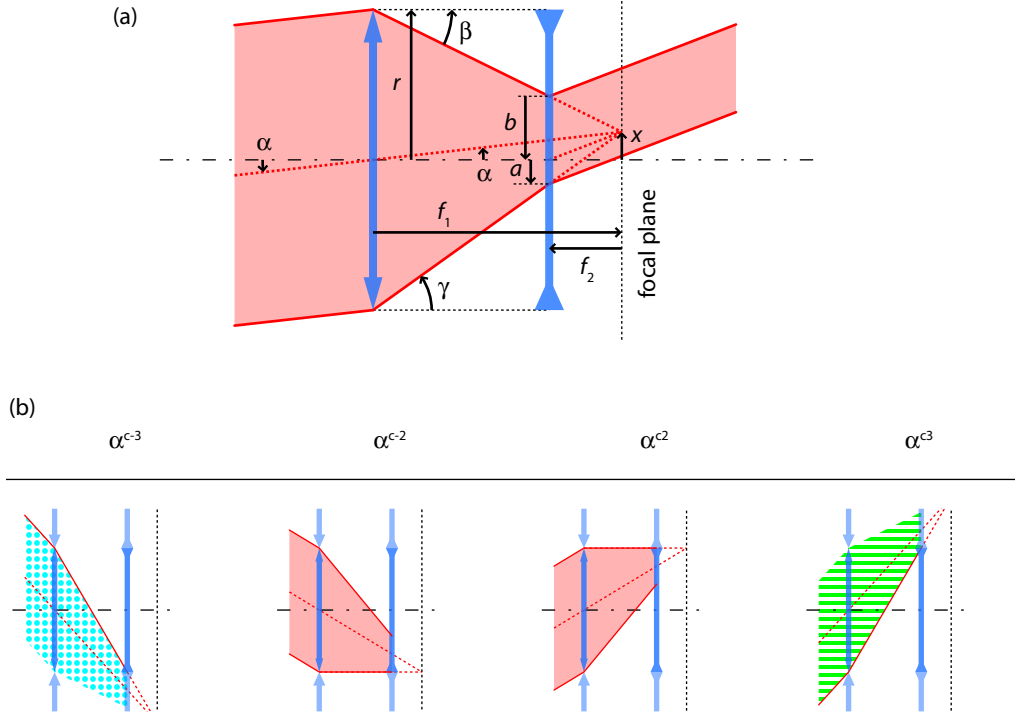 (a)
β
r
b
x
α
α
a
f₁
f₂
focal plane
γ
(b)
αᶜ⁻³ αᶜ⁻² αᶜ² αᶜ³